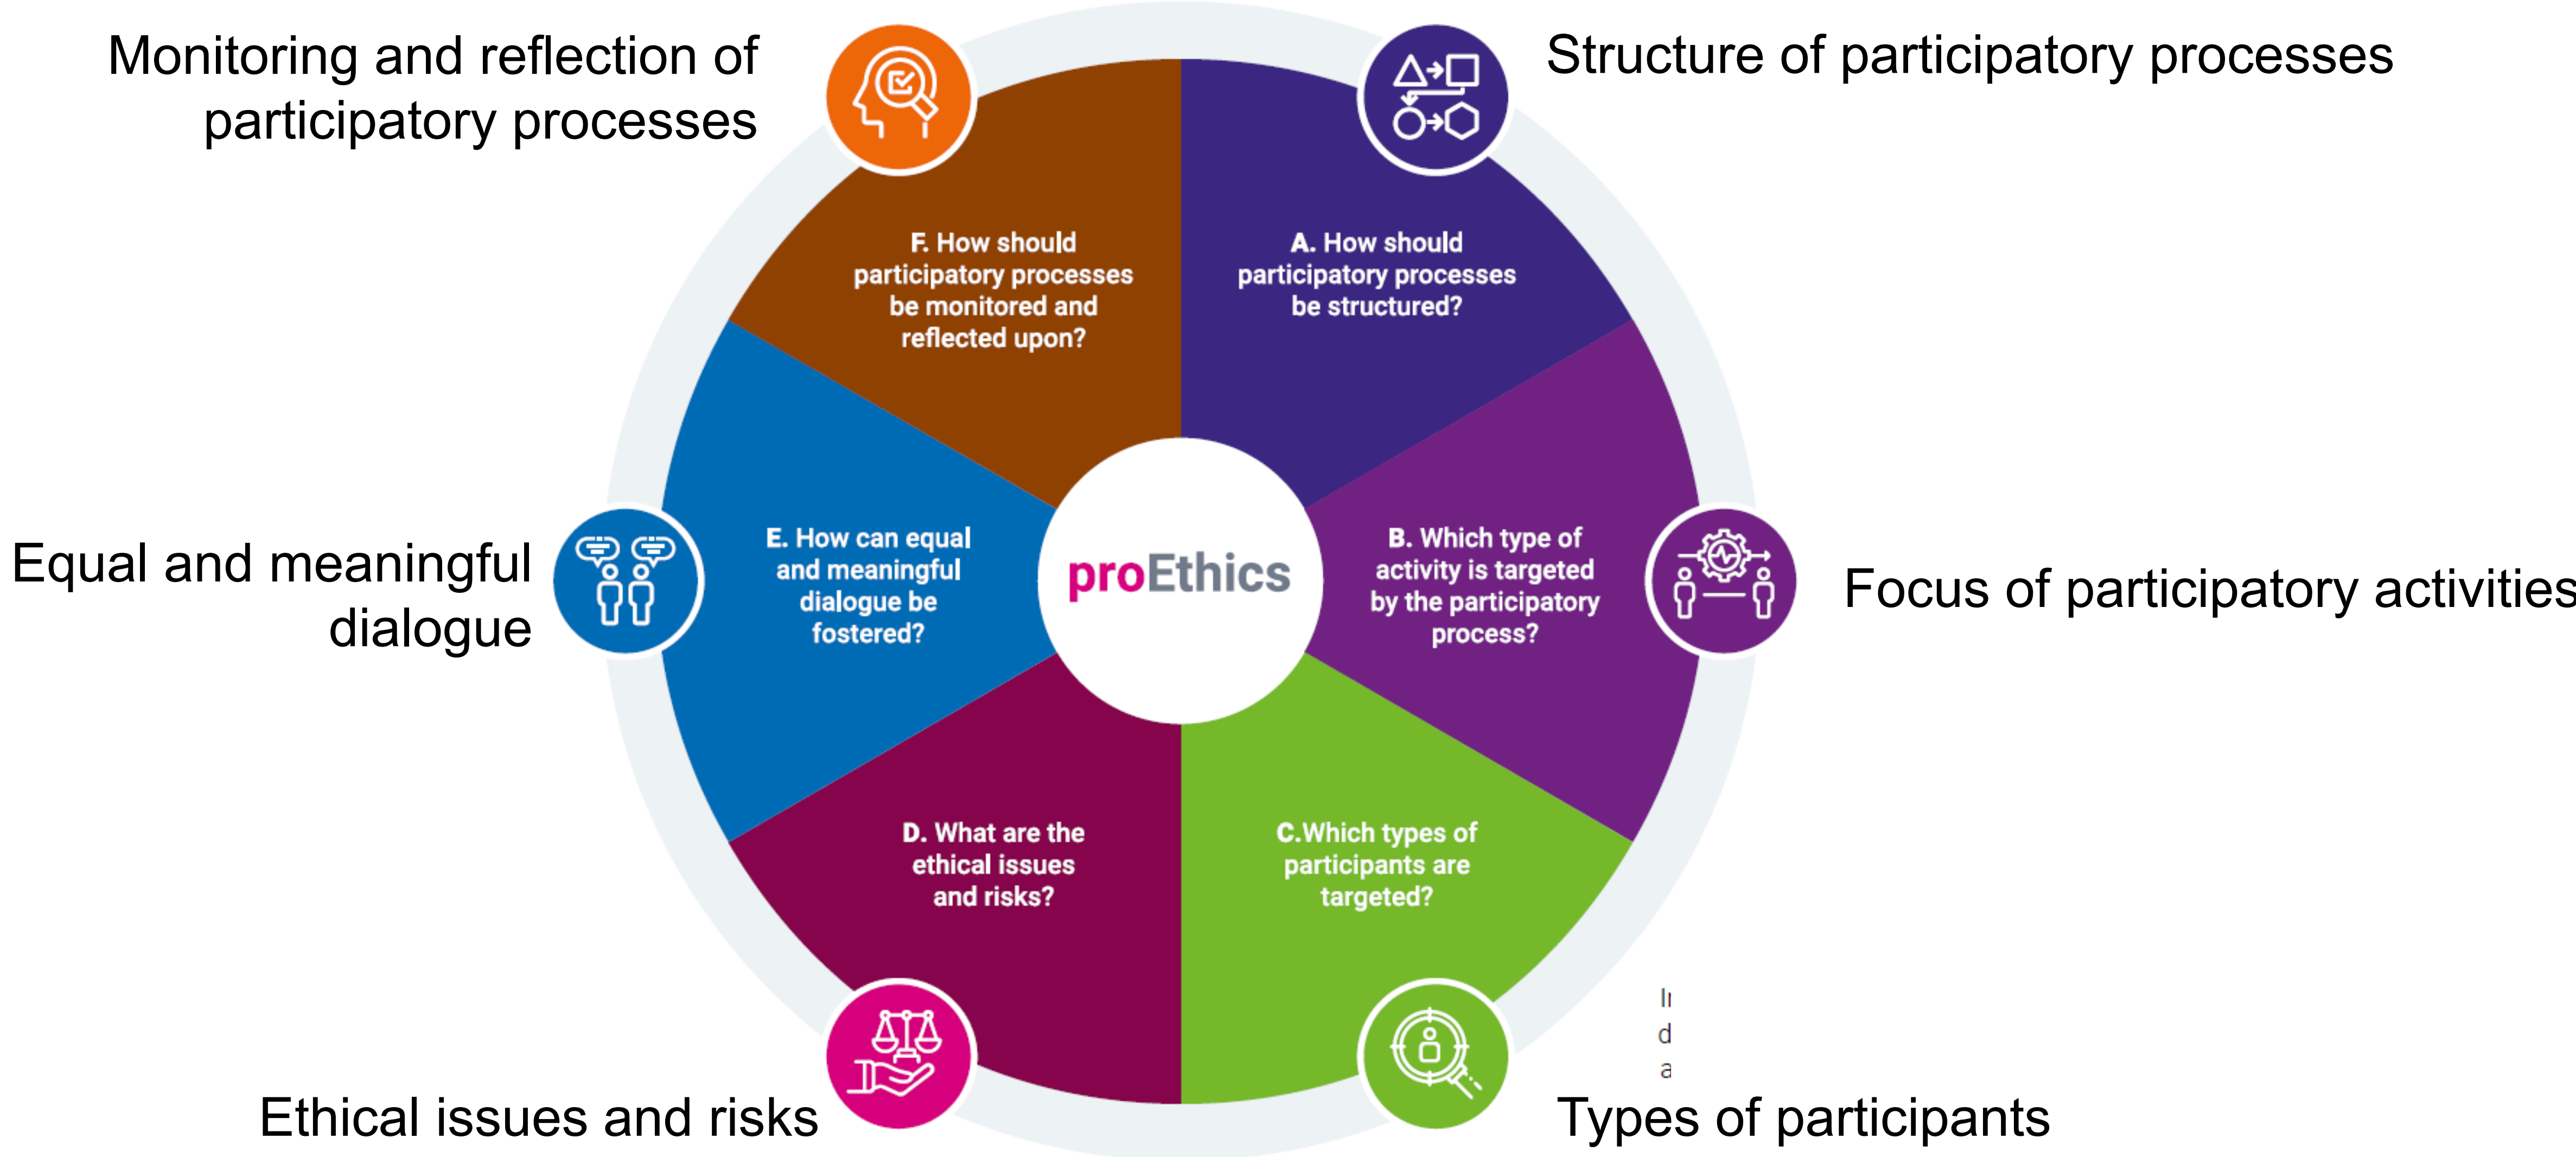 Monitoring and reflection of
participatory processes
Structure of participatory processes
F. How should
participatory processes
be monitored and
reflected upon?
A. How should
participatory processes
be structured?
Equal and meaningful
dialogue
E. How can equal
and meaningful
dialogue be
fostered?
proEthics
B. Which type of
activity is targeted
by the participatory
process?
Focus of participatory activities
D. What are the
ethical issues
and risks?
C.Which types of
participants are
targeted?
d
a
Ethical issues and risks
Types of participants